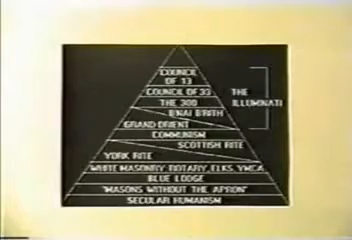 COUNCIL
OF 13
COUNCIL OF 33
THE 300
B'NAI B'RITH
GRAND ORIENT
COMMUNISM
SCOTTISH RITE
YORK RITE
WHITE MASONRY, ROTARY, ELKS, YMCA
BLUE LODGE
"MASONS WITHOUT THE APRON"
SECULAR HUMANISM
THE
ILLUMINATI